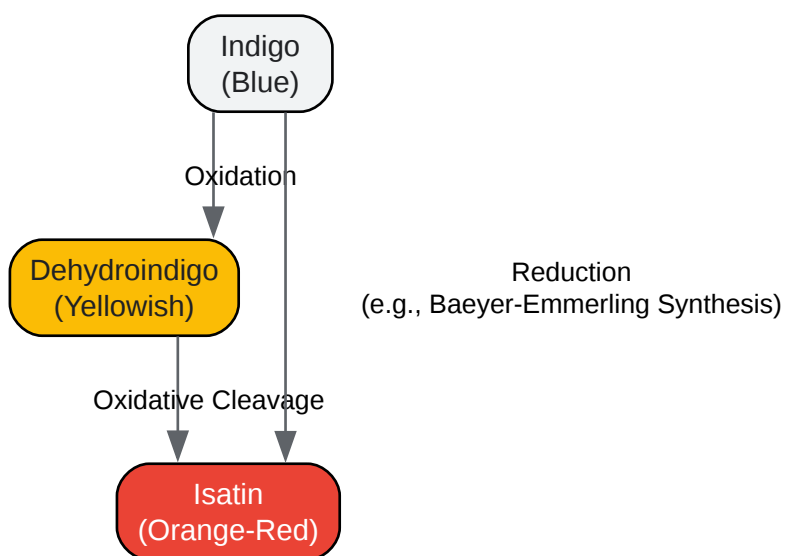 Indigo
(Blue)
Oxidation
Dehydroindigo
(Yellowish)
Reduction
(e.g., Baeyer-Emmerling Synthesis)
Oxidative Cleavage
Isatin
(Orange-Red)